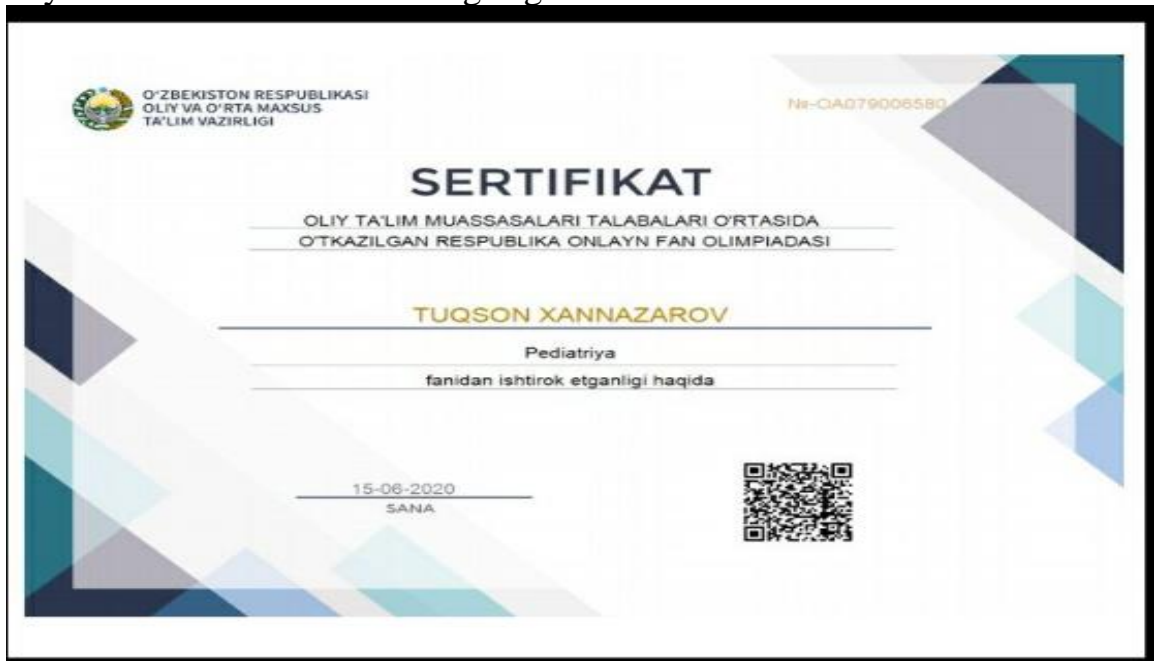 O'ZBEKISTON RESPUBLIKASI
OLIY VA O'RTA MAXSUS
TA'LIM VAZIRLIGI
№-OA079006580
SERTIFIKAT
OLIY TA'LIM MUASSASALARI TALABALARI O'RTASIDA
O'TKAZILGAN RESPUBLIKA ONLAYN FAN OLIMPIADASI
TUQSON XANNAZAROV
Pediatriya
fanidan ishtirok etganligi haqida
15-06-2020
SANA